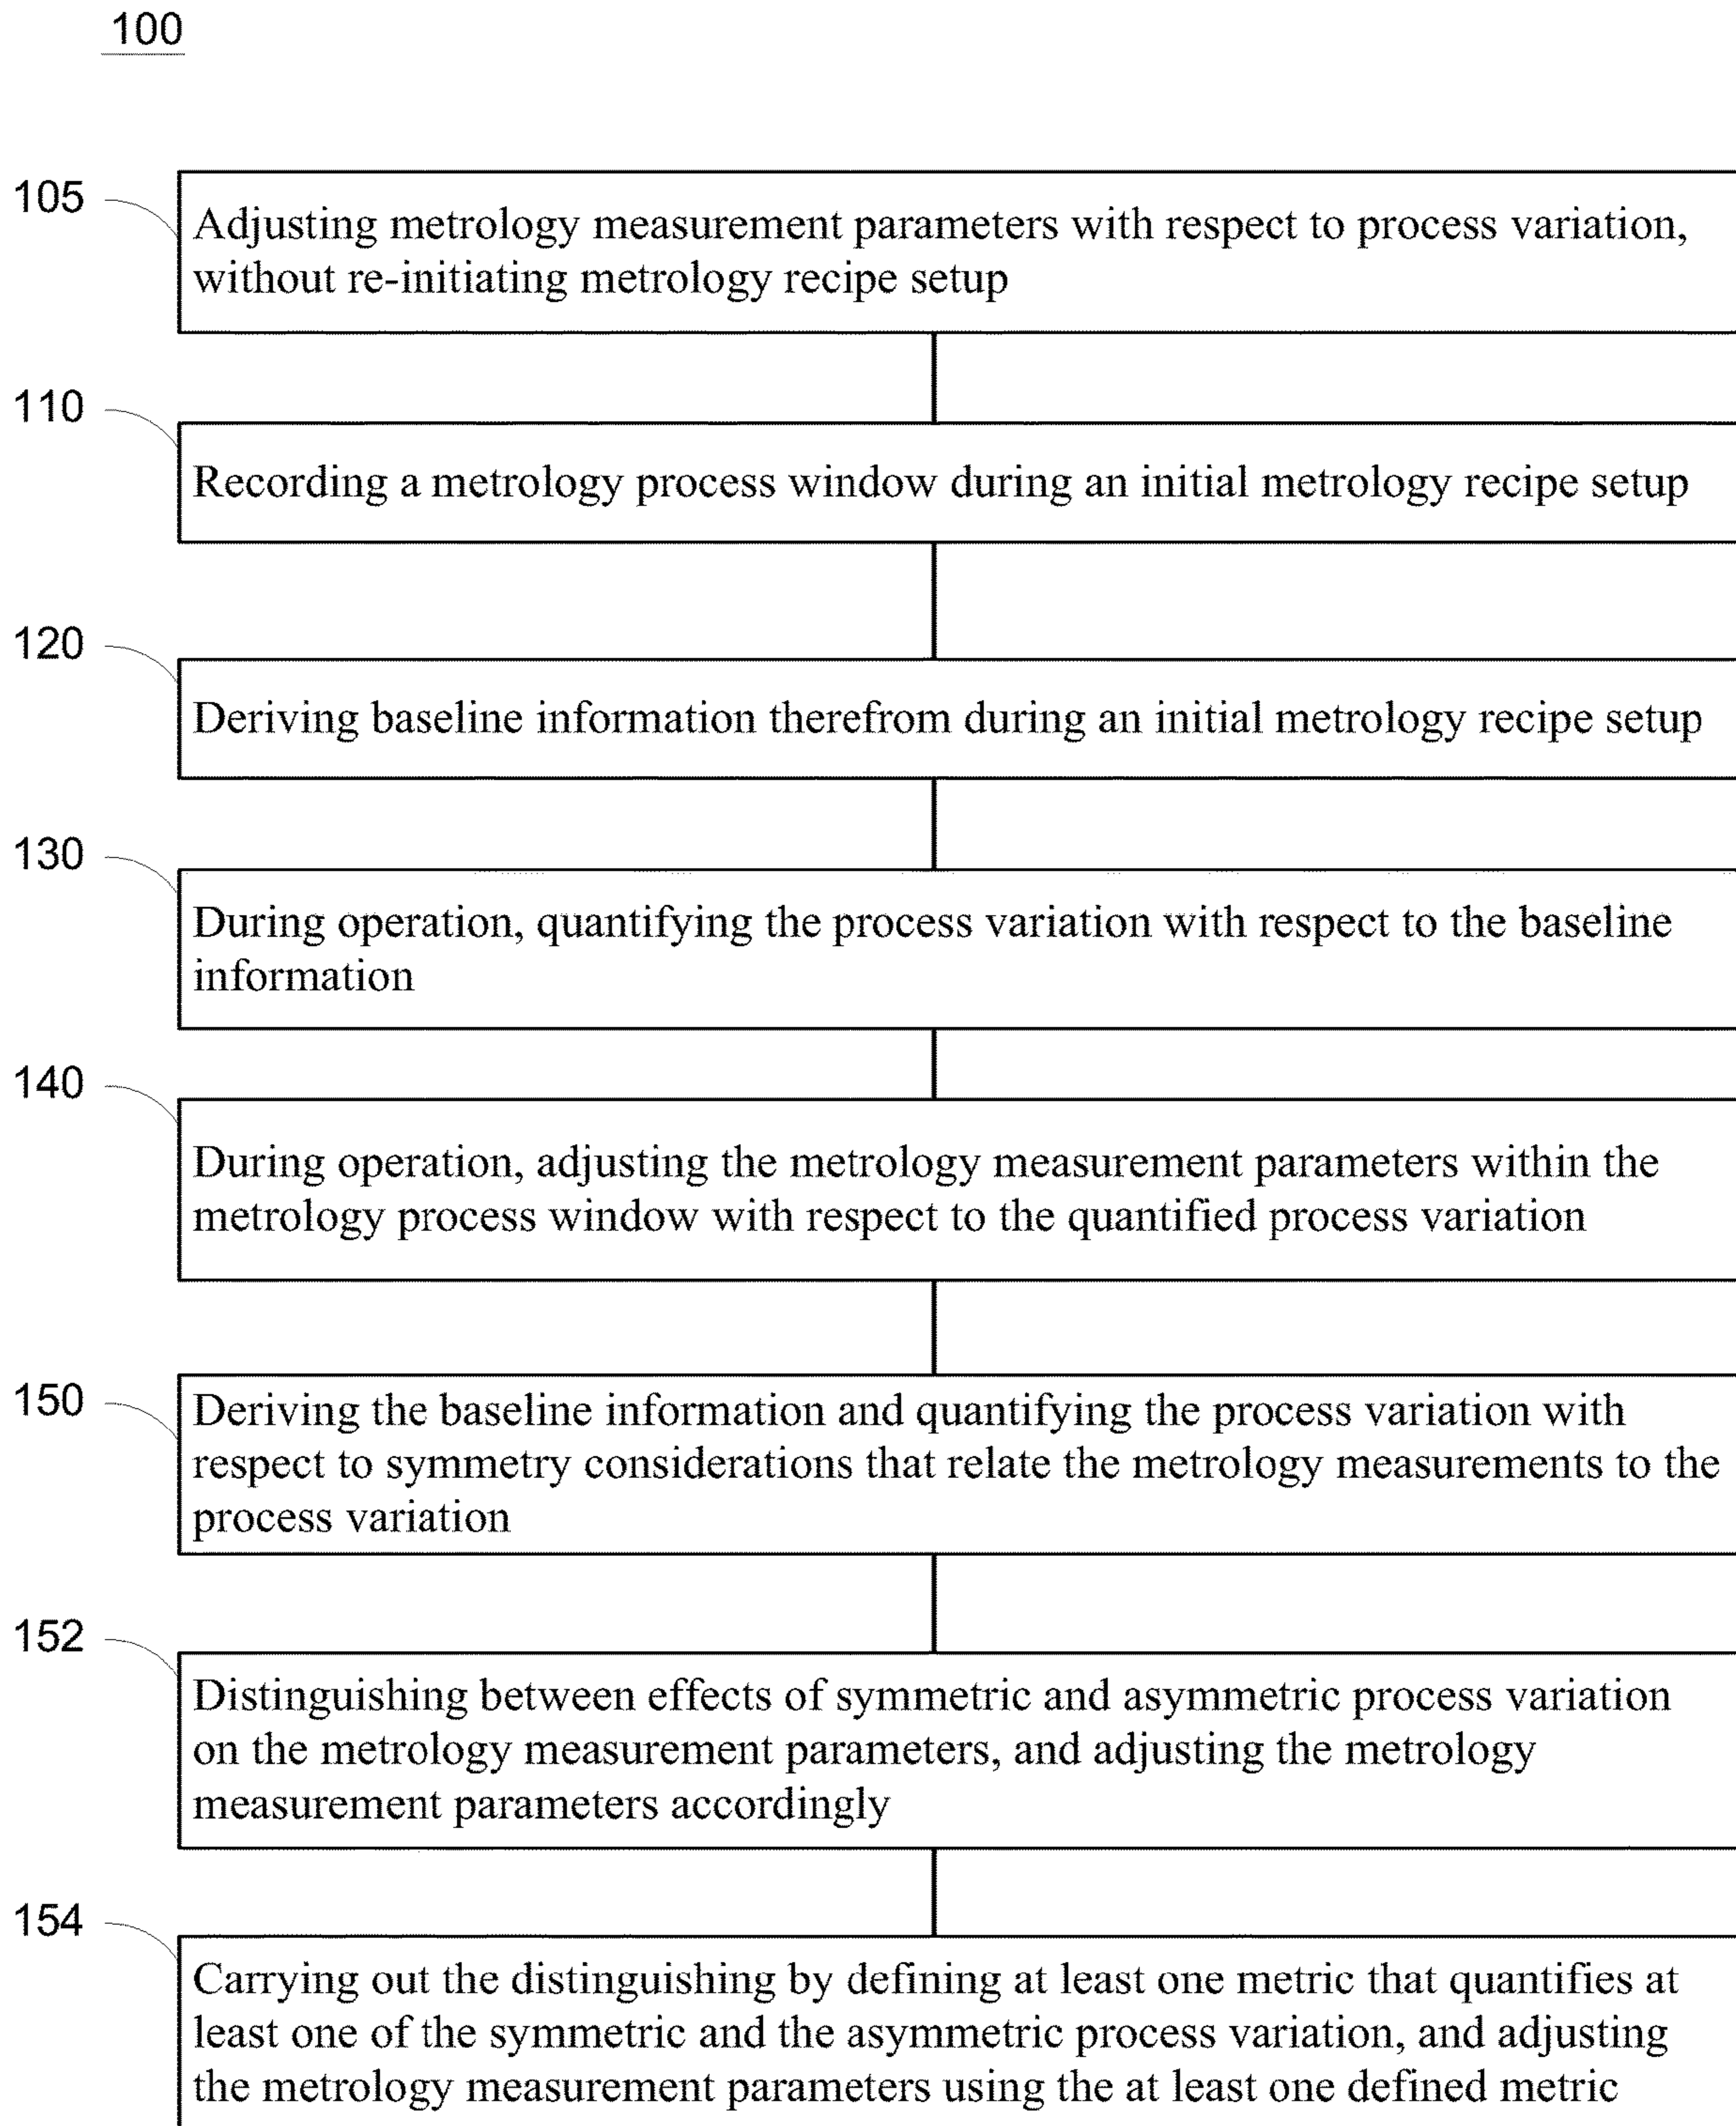 100
105
Adjusting metrology measurement parameters with respect to process variation,
without re-initiating metrology recipe setup
110
Recording a metrology process window during an initial metrology recipe setup
120
Deriving baseline information therefrom during an initial metrology recipe setup
130
During operation, quantifying the process variation with respect to the baseline
information
140
During operation, adjusting the metrology measurement parameters within the
metrology process window with respect to the quantified process variation
150
Deriving the baseline information and quantifying the process variation with
respect to symmetry considerations that relate the metrology measurements to the
process variation
152
Distinguishing between effects of symmetric and asymmetric process variation
on the metrology measurement parameters, and adjusting the metrology
measurement parameters accordingly
154
Carrying out the distinguishing by defining at least one metric that quantifies at
least one of the symmetric and the asymmetric process variation, and adjusting
the metrology measurement parameters using the at least one defined metric